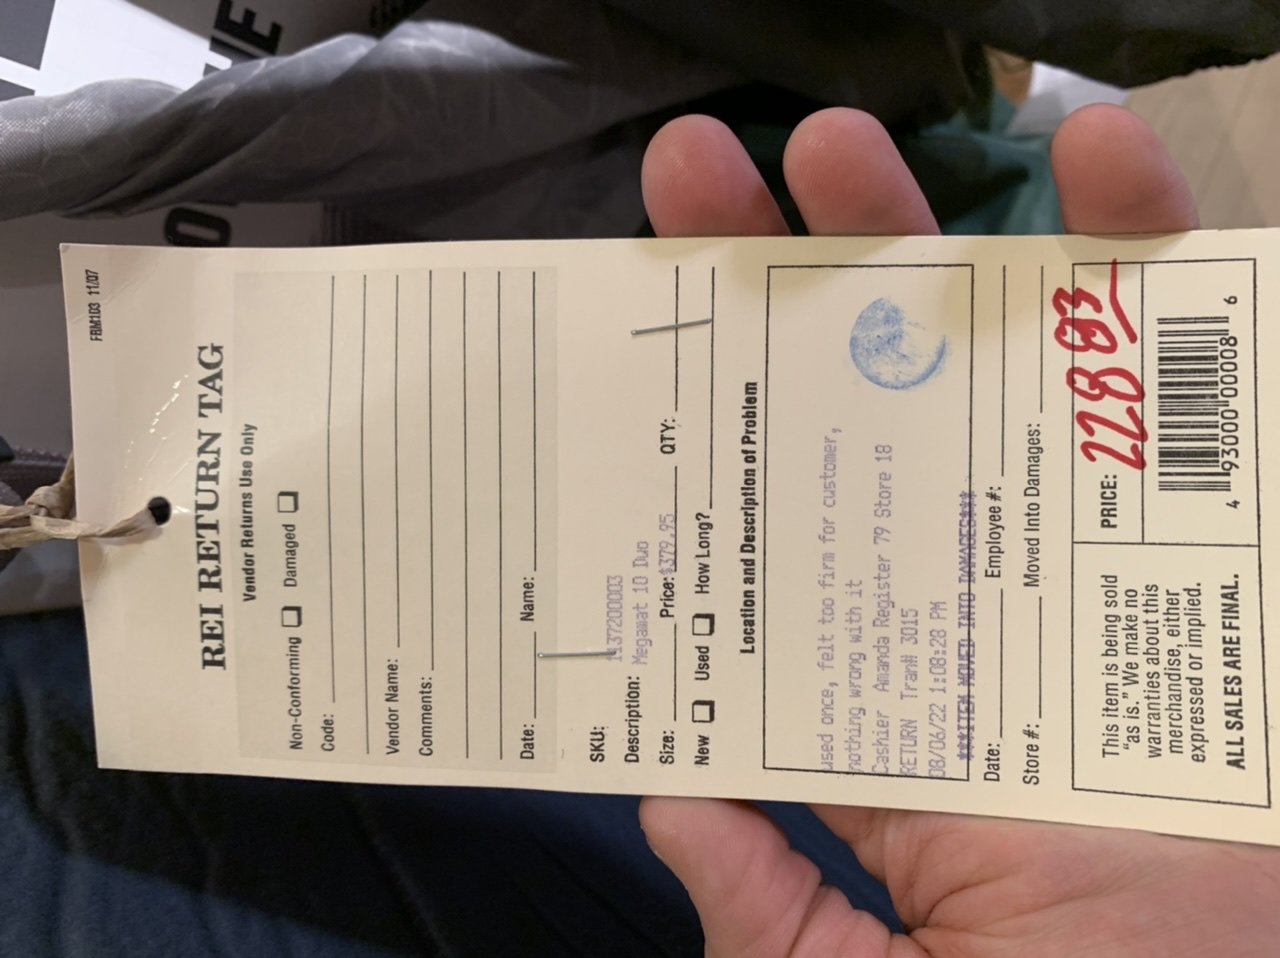 FBM103 11/07
REI RETURN TAG
Vendor Returns Use Only
Non-Conforming ☐ Damaged ☐
Code:
Vendor Name:
Comments:
Date: Name:
SKU: 1437200003
Description: Megamat 10 Duo
Size: Price: $379.95 QTY:
New ☐ Used ☐ How Long?
Location and Description of Problem
used once, felt too firm for customer,
nothing wrong with it
Cashier Amanda Register 79 Store 18
RETURN Tran# 3015
08/06/22 1:08:28 PM
***ITEM MOVED INTO DAMAGES***
Date: Employee #:
Store #: Moved Into Damages:
This item is being sold
“as is.” We make no
warranties about this
merchandise, either
expressed or implied.
ALL SALES ARE FINAL.
PRICE: 228 83
4 93000 00008 6